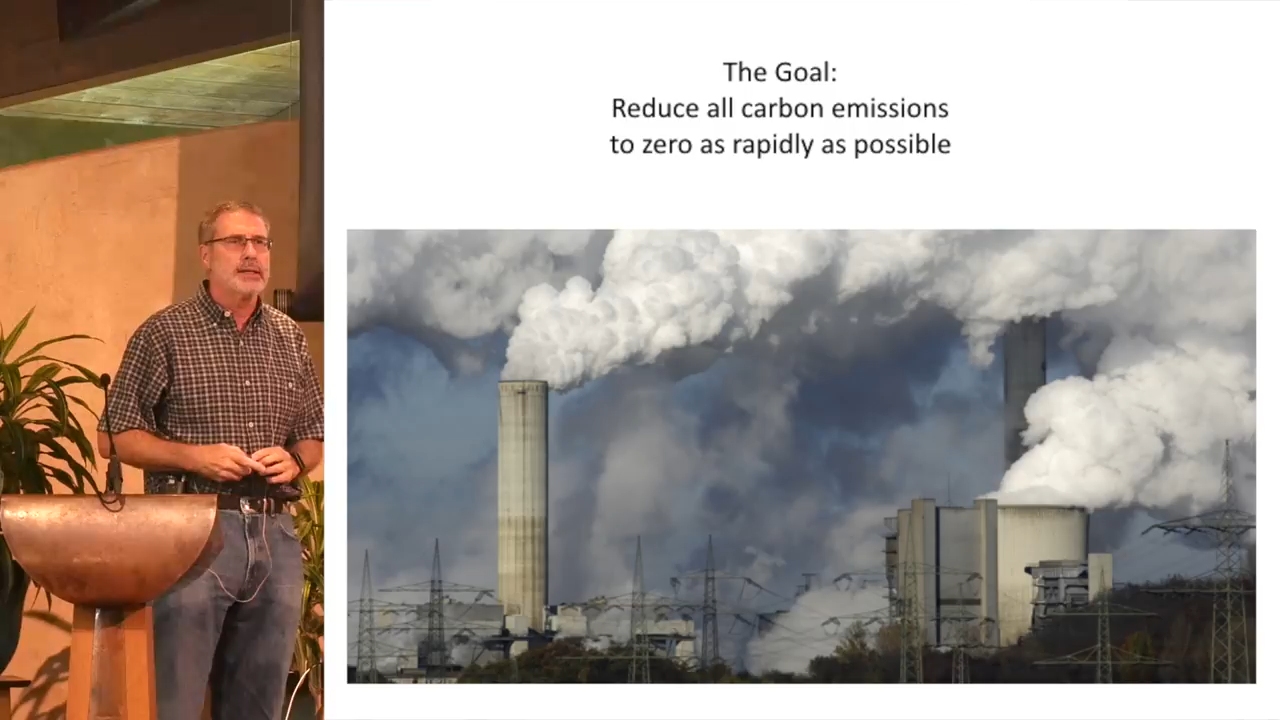 The Goal:
Reduce all carbon emissions
to zero as rapidly as possible